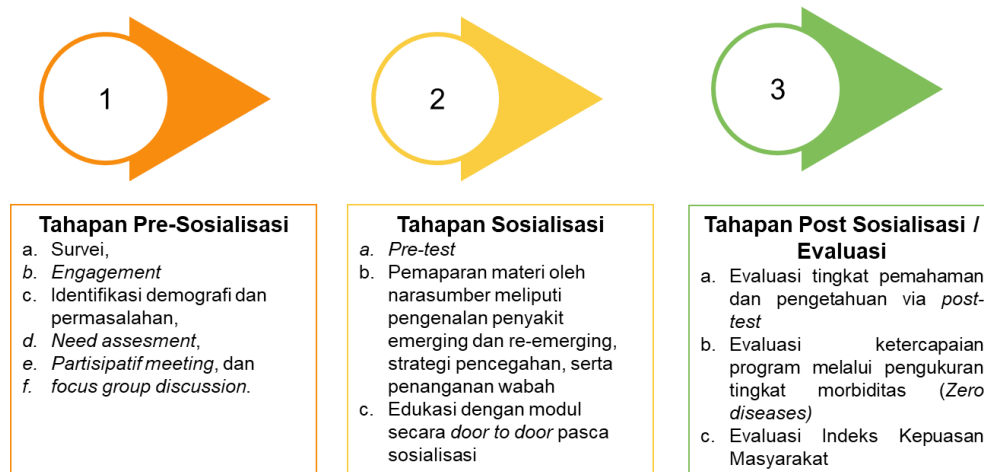 1
2
3
Tahapan Pre-Sosialisasi
a. Survei,
b. Engagement
c. Identifikasi demografi dan
permasalahan,
d. Need assesment,
e. Partisipatif meeting, dan
f. focus group discussion.
Tahapan Sosialisasi
a. Pre-test
b. Pemaparan materi oleh
narasumber meliputi
pengenalan penyakit
emerging dan re-emerging,
strategi pencegahan, serta
penanganan wabah
c. Edukasi dengan modul
secara door to door pasca
sosialisasi
Tahapan Post Sosialisasi /
Evaluasi
a. Evaluasi tingkat pemahaman
dan pengetahuan via post-
test
b. Evaluasi ketercapaian
program melalui pengukuran
tingkat morbiditas (Zero
diseases)
c. Evaluasi Indeks Kepuasan
Masyarakat